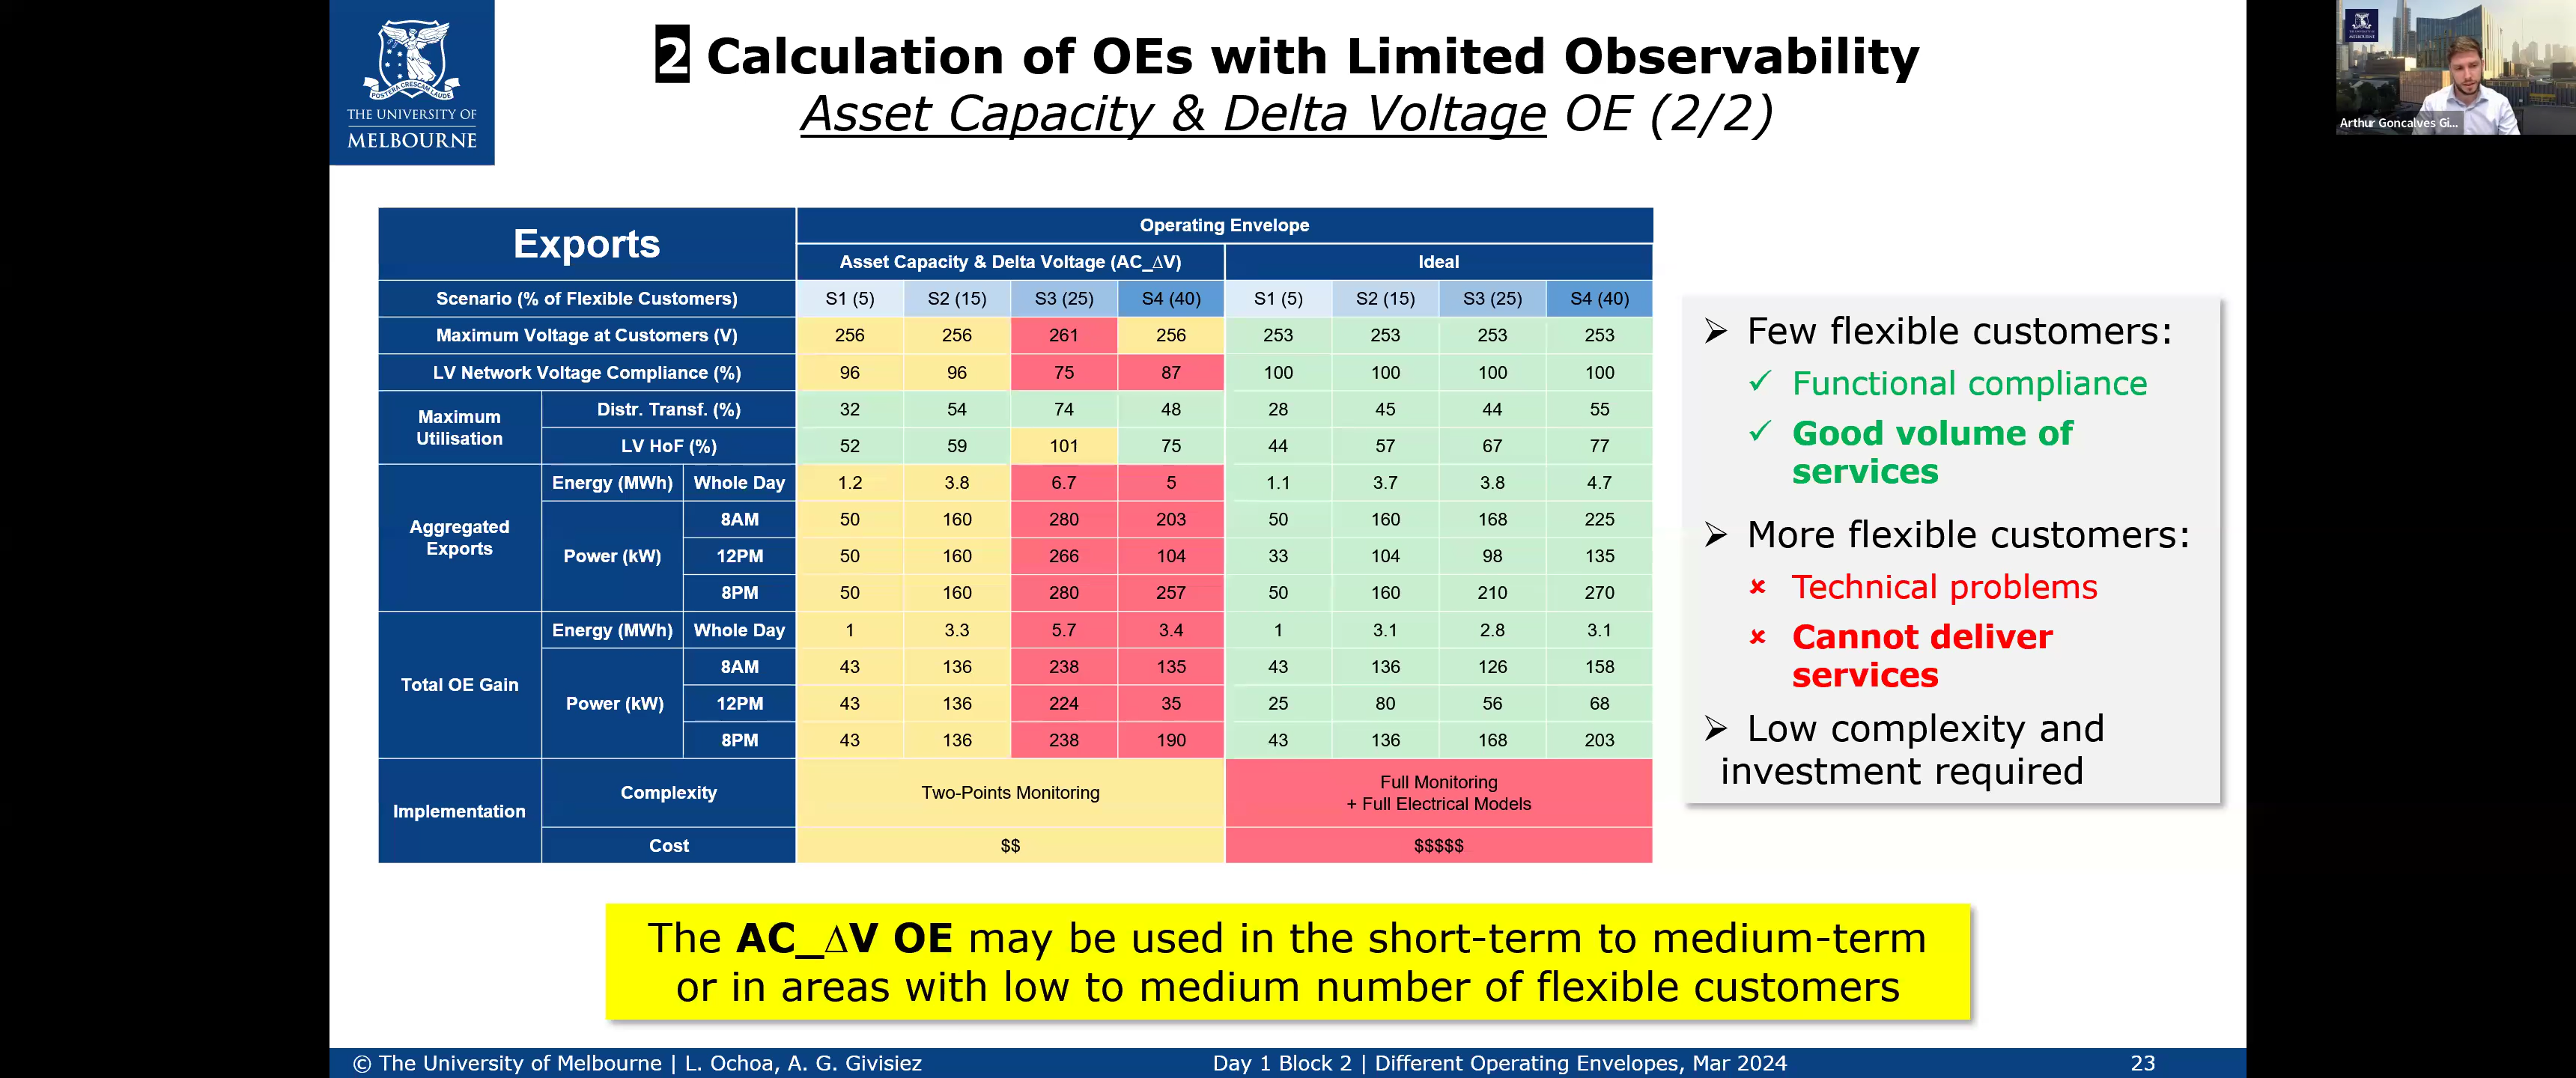 THE UNIVERSITY OF
MELBOURNE
2 Calculation of OEs with Limited Observability
Asset Capacity & Delta Voltage OE (2/2)
MELBOURNE
Arthur Goncalves Gi...
Exports
Operating Envelope
Asset Capacity & Delta Voltage (AC_ΔV) Ideal
Scenario (% of Flexible Customers) S1 (5) S2 (15) S3 (25) S4 (40) S1 (5) S2 (15) S3 (25) S4 (40)
Maximum Voltage at Customers (V) 256 256 261 256 253 253 253 253
LV Network Voltage Compliance (%) 96 96 75 87 100 100 100 100
Maximum
Utilisation
Distr. Transf. (%) 32 54 74 48 28 45 44 55
LV HoF (%) 52 59 101 75 44 57 67 77
Aggregated
Exports
Energy (MWh) Whole Day 1.2 3.8 6.7 5 1.1 3.7 3.8 4.7
Power (kW)
8AM 50 160 280 203 50 160 168 225
12PM 50 160 266 104 33 104 98 135
8PM 50 160 280 257 50 160 210 270
Total OE Gain
Energy (MWh) Whole Day 1 3.3 5.7 3.4 1 3.1 2.8 3.1
Power (kW)
8AM 43 136 238 135 43 136 126 158
12PM 43 136 224 35 25 80 56 68
8PM 43 136 238 190 43 136 168 203
Implementation
Complexity Two-Points Monitoring
Full Monitoring
+ Full Electrical Models
Cost $$ $$$$$
➢ Few flexible customers:
✓ Functional compliance
✓ Good volume of
services
➢ More flexible customers:
✘ Technical problems
✘ Cannot deliver
services
➢ Low complexity and
investment required
The AC_ΔV OE may be used in the short-term to medium-term
or in areas with low to medium number of flexible customers
© The University of Melbourne | L. Ochoa, A. G. Givisiez
Day 1 Block 2 | Different Operating Envelopes, Mar 2024
23